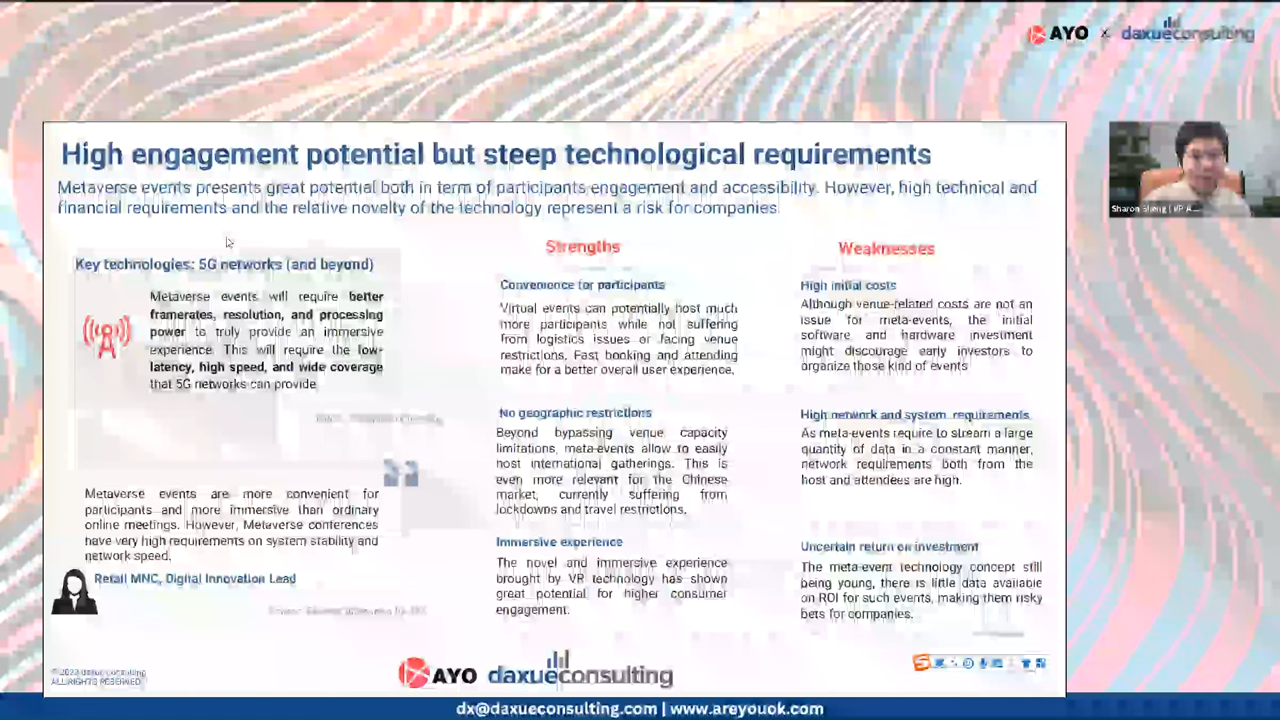 AYO × daxueconsulting
High engagement potential but steep technological requirements
Metaverse events presents great potential both in term of participants engagement and accessibility. However, high technical and
financial requirements and the relative novelty of the technology represent a risk for companies.
Key technologies: 5G networks (and beyond)
Metaverse events will require better
framerates, resolution, and processing
power to truly provide an immersive
experience. This will require the low-
latency, high speed, and wide coverage
that 5G networks can provide
Metaverse events are more convenient for
participants and more immersive than ordinary
online meetings. However, Metaverse conferences
have very high requirements on system stability and
network speed.
Retail MNC, Digital Innovation Lead
Strengths
Convenience for participants
Virtual events can potentially host much
more participants while not suffering
from logistics issues or facing venue
restrictions. Fast booking and attending
make for a better overall user experience.
No geographic restrictions
Beyond bypassing venue capacity
limitations, meta-events allow to easily
host international gatherings. This is
even more relevant for the Chinese
market, currently suffering from
lockdowns and travel restrictions.
Immersive experience
The novel and immersive experience
brought by VR technology has shown
great potential for higher consumer
engagement.
Weaknesses
High initial costs
Although venue-related costs are not an
issue for meta-events, the initial
software and hardware investment
might discourage early investors to
organize those kind of events
High network and system requirements
As meta-events require to stream a large
quantity of data in a constant manner,
network requirements both from the
host and attendees are high.
Uncertain return on investment
The meta-event technology concept still
being young, there is little data available
on ROI for such events, making them risky
bets for companies.
Sharon
© daxue consulting
ALL RIGHTS RESERVED
AYO daxueconsulting
dx@daxueconsulting.com | www.areyouok.com